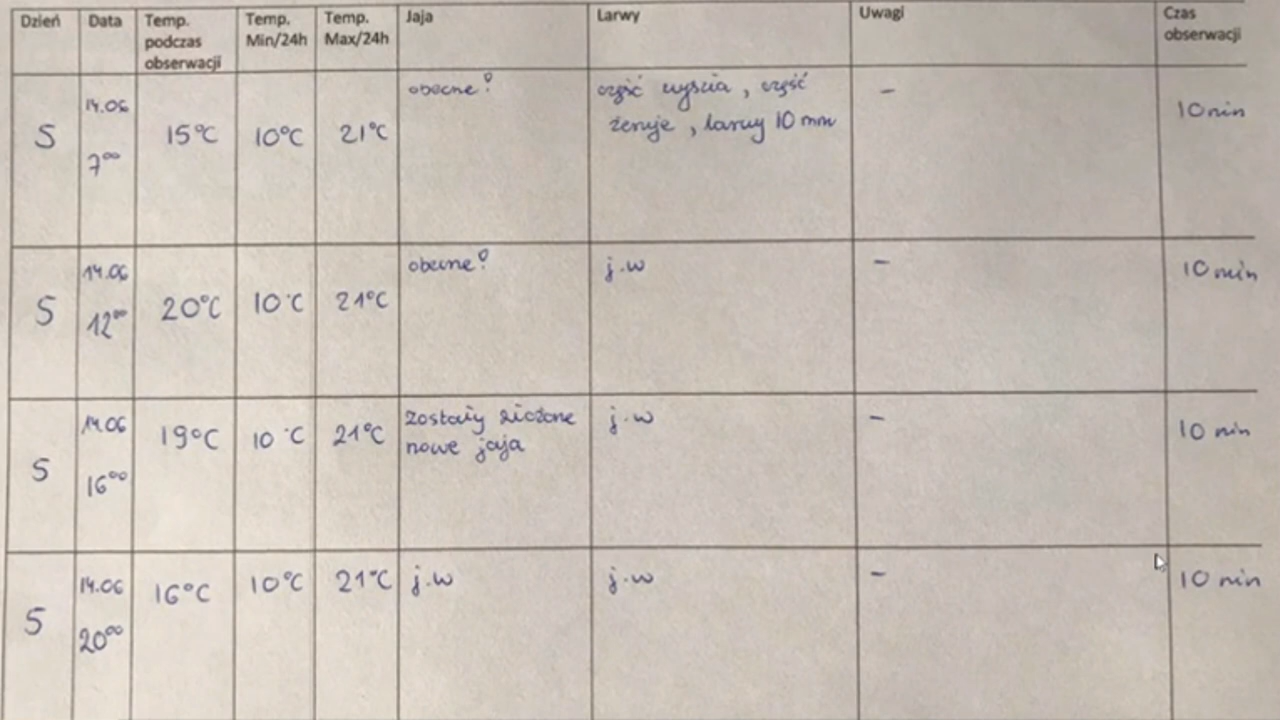 Dzień Data Temp. podczas obserwacji Temp. Min/24h Temp. Max/24h Jaja Larwy Uwagi Czas obserwacji
5 14.06 7⁰⁰ 15°C 10°C 21°C obecne? część wyszła, część - 10 min
żeruje, larwy 10 mm
5 14.06 12⁰⁰ 20°C 10°C 21°C obecne? j.w - 10 min
5 14.06 16⁰⁰ 19°C 10°C 21°C zostały złożone j.w - 10 min
nowe jaja
5 14.06 20⁰⁰ 16°C 10°C 21°C j.w j.w - 10 min